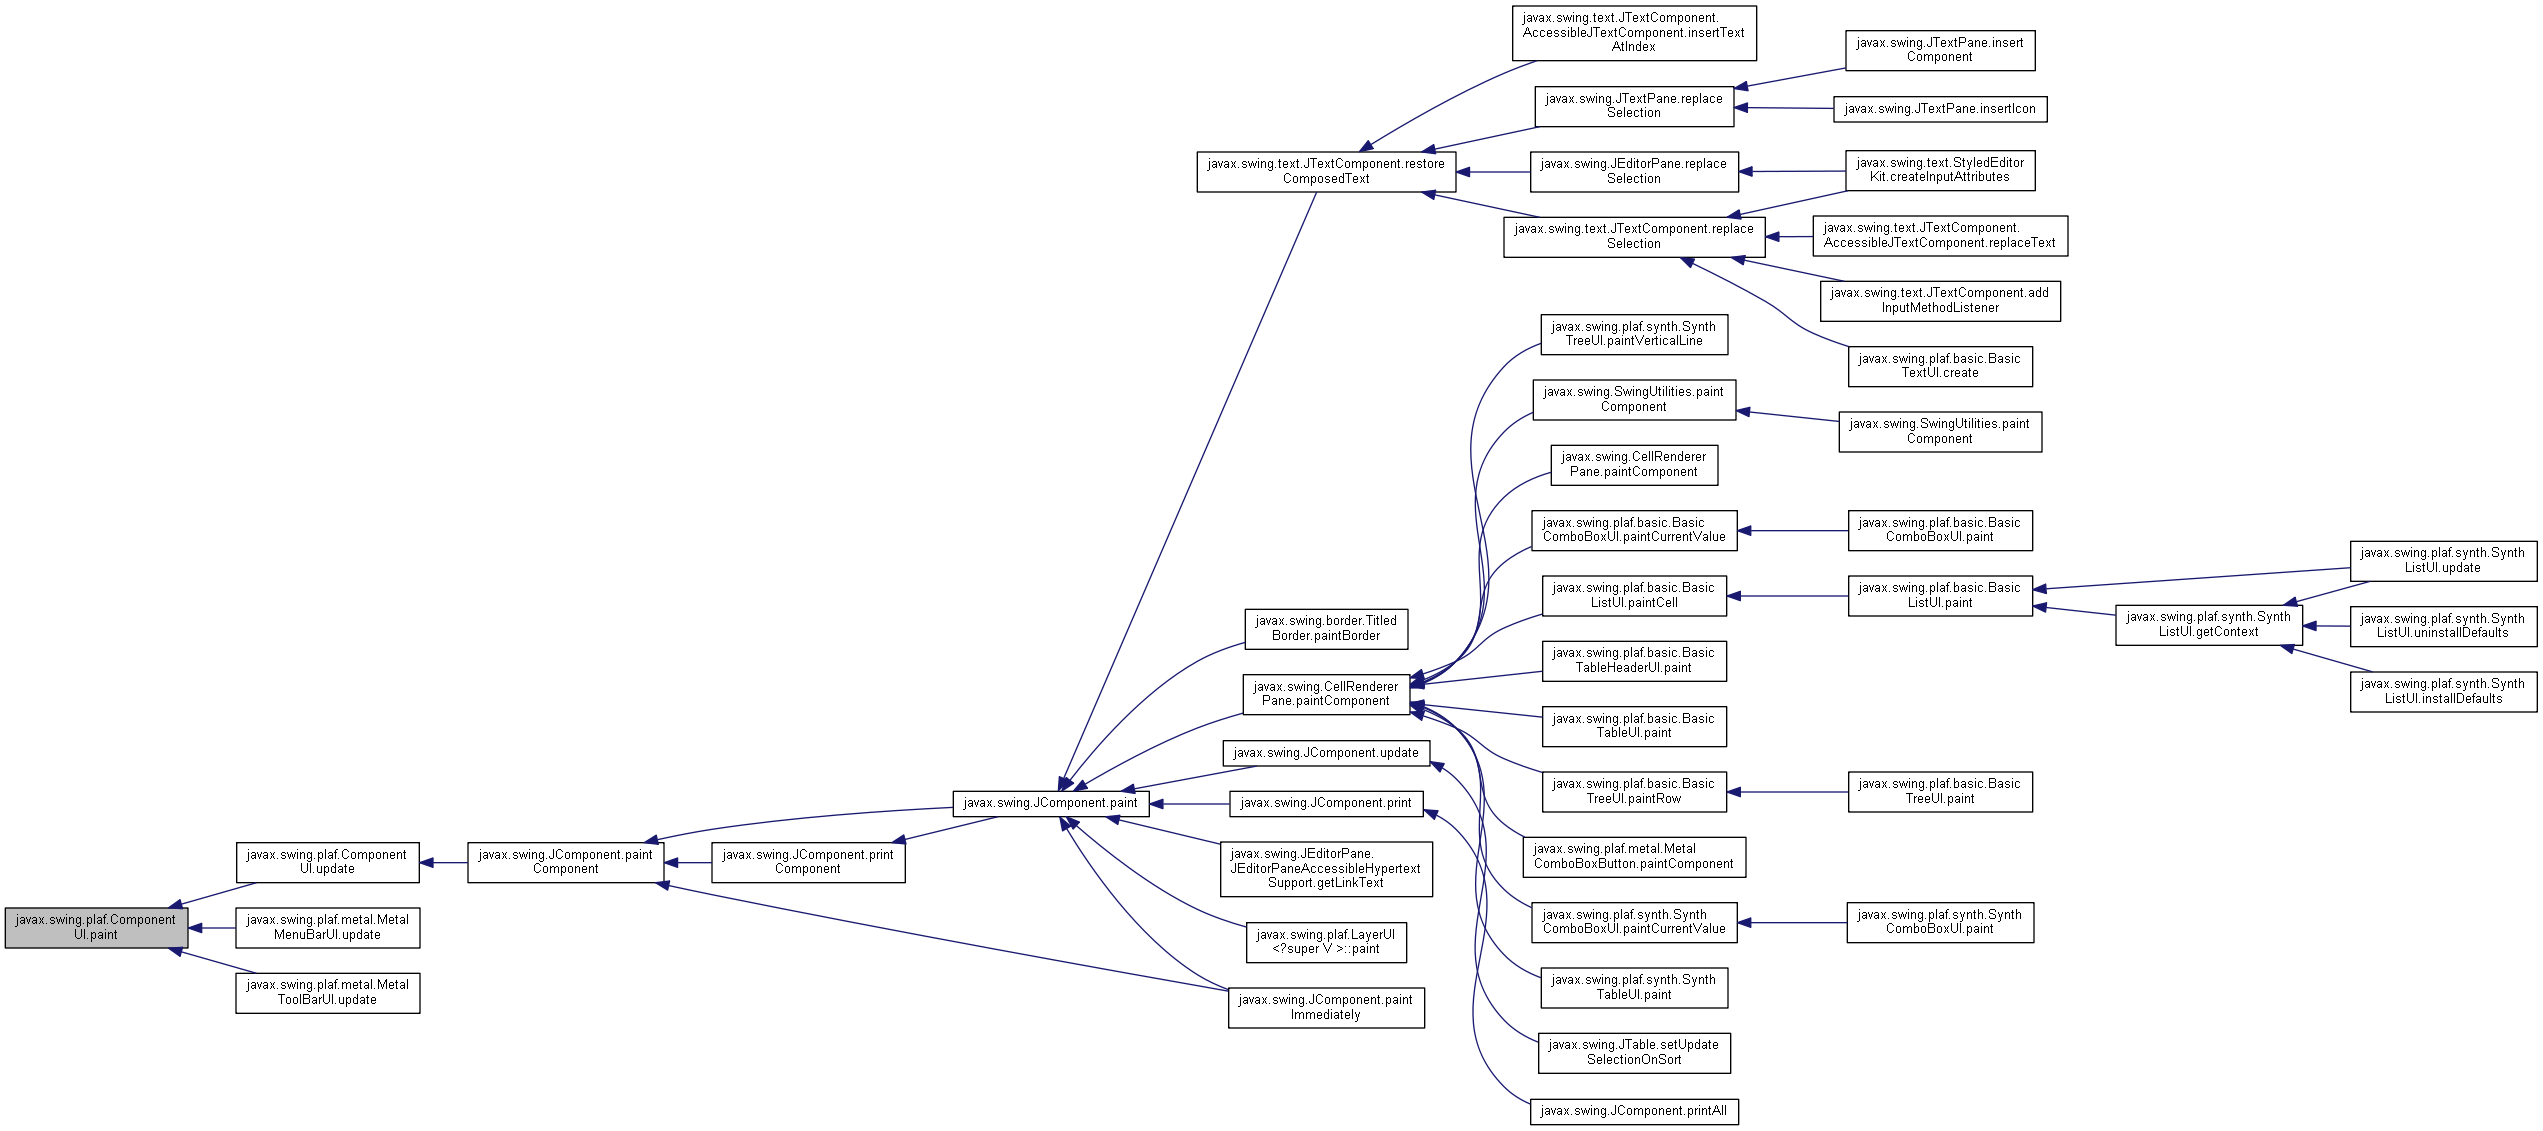 javax.swing.plaf.Component
UI.paint
javax.swing.plaf.Component
UI.update
javax.swing.plaf.metal.Metal
MenuBarUI.update
javax.swing.plaf.metal.Metal
ToolBarUI.update
javax.swing.JComponent.paint
Component
javax.swing.JComponent.print
Component
javax.swing.JComponent.paint
javax.swing.text.JTextComponent.restore
ComposedText
javax.swing.border.Titled
Border.paintBorder
javax.swing.CellRenderer
Pane.paintComponent
javax.swing.JComponent.update
javax.swing.JComponent.print
javax.swing.JEditorPane.
JEditorPaneAccessibleHypertext
Support.getLinkText
javax.swing.plaf.LayerUI
<?super V >::paint
javax.swing.JComponent.paint
Immediately
javax.swing.text.JTextComponent.
AccessibleJTextComponent.insertText
AtIndex
javax.swing.JTextPane.replace
Selection
javax.swing.JEditorPane.replace
Selection
javax.swing.text.JTextComponent.replace
Selection
javax.swing.plaf.synth.Synth
TreeUI.paintVerticalLine
javax.swing.SwingUtilities.paint
Component
javax.swing.CellRenderer
Pane.paintComponent
javax.swing.plaf.basic.Basic
ComboBoxUI.paintCurrentValue
javax.swing.plaf.basic.Basic
ListUI.paintCell
javax.swing.plaf.basic.Basic
TableHeaderUI.paint
javax.swing.plaf.basic.Basic
TableUI.paint
javax.swing.plaf.basic.Basic
TreeUI.paintRow
javax.swing.plaf.metal.Metal
ComboBoxButton.paintComponent
javax.swing.plaf.synth.Synth
ComboBoxUI.paintCurrentValue
javax.swing.plaf.synth.Synth
TableUI.paint
javax.swing.JTable.setUpdate
SelectionOnSort
javax.swing.JComponent.printAll
javax.swing.JTextPane.insert
Component
javax.swing.JTextPane.insertIcon
javax.swing.text.StyledEditor
Kit.createInputAttributes
javax.swing.text.JTextComponent.
AccessibleJTextComponent.replaceText
javax.swing.text.JTextComponent.add
InputMethodListener
javax.swing.plaf.basic.Basic
TextUI.create
javax.swing.SwingUtilities.paint
Component
javax.swing.plaf.basic.Basic
ComboBoxUI.paint
javax.swing.plaf.basic.Basic
ListUI.paint
javax.swing.plaf.basic.Basic
TreeUI.paint
javax.swing.plaf.synth.Synth
ComboBoxUI.paint
javax.swing.plaf.synth.Synth
ListUI.getContext
javax.swing.plaf.synth.Synth
ListUI.update
javax.swing.plaf.synth.Synth
ListUI.uninstallDefaults
javax.swing.plaf.synth.Synth
ListUI.installDefaults